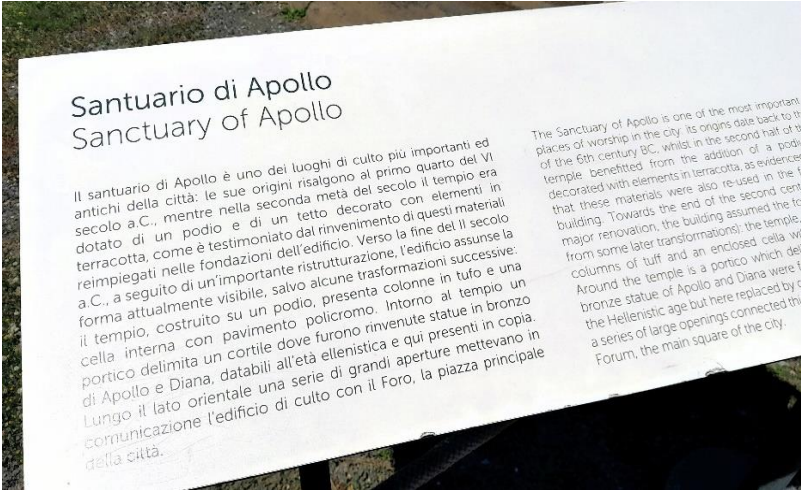 Santuario di Apollo
Sanctuary of Apollo
Il santuario di Apollo è uno dei luoghi di culto più importanti ed
antichi della città: le sue origini risalgono al primo quarto del VI
secolo a.C., mentre nella seconda metà del secolo il tempio era
dotato di un podio e di un tetto decorato con elementi in
terracotta, come è testimoniato dal rinvenimento di questi materiali
reimpiegati nelle fondazioni dell'edificio. Verso la fine del II secolo
a.C., a seguito di un'importante ristrutturazione, l'edificio assunse la
forma attualmente visibile, salvo alcune trasformazioni successive:
il tempio, costruito su un podio, presenta colonne in tufo e una
cella interna con pavimento policromo. Intorno al tempio un
portico delimita un cortile dove furono rinvenute statue in bronzo
di Apollo e Diana, databili all'età ellenistica e qui presenti in copia.
Lungo il lato orientale una serie di grandi aperture mettevano in
comunicazione l'edificio di culto con il Foro, la piazza principale
della città.
The Sanctuary of Apollo is one of the most important
places of worship in the city: its origins date back to
of the 6th century BC, whilst in the second half of
temple benefitted from the addition of a
decorated with elements in terracotta, as
that these materials were also re-used in the
building. Towards the end of the second
major renovation, the building assumed the
from some later transformations): the temple
columns of tuff and an enclosed cella
Around the temple is a portico which
bronze statue of Apollo and Diana were
the Hellenistic age but here replaced by
a series of large openings connected
Forum, the main square of the city.